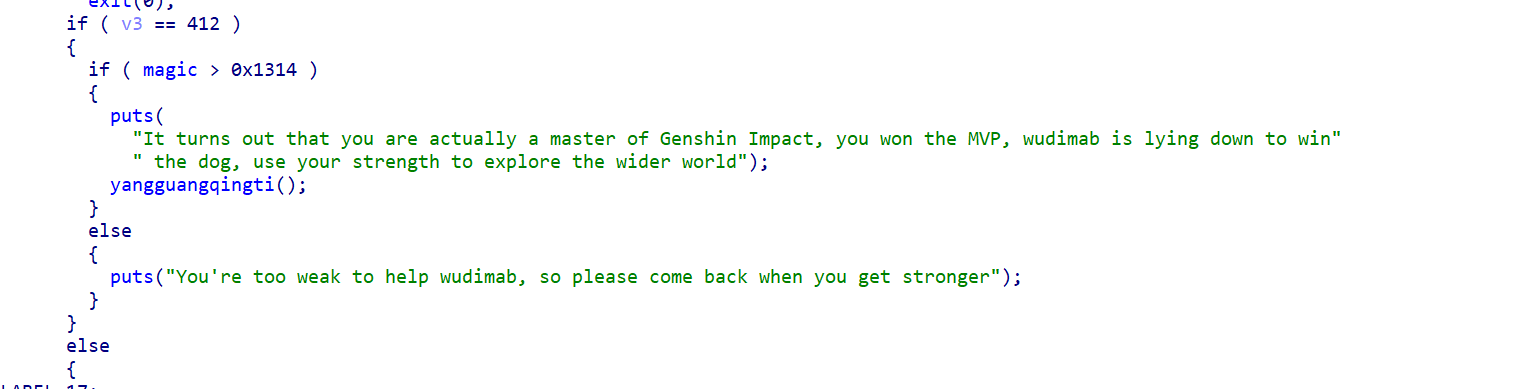 exit(0);
if ( v3 == 412 )
{
if ( magic > 0x1314 )
{
puts(
"It turns out that you are actually a master of Genshin Impact, you won the MVP, wudimab is lying down to win"
" the dog, use your strength to explore the wider world");
yangguangqingti();
}
else
{
puts("You're too weak to help wudimab, so please come back when you get stronger");
}
}
else
{